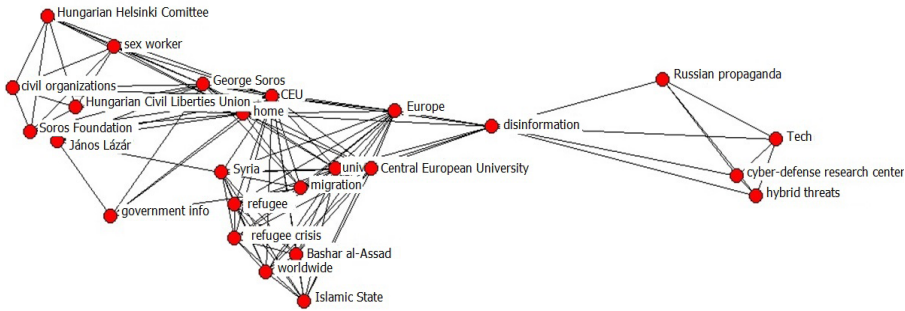 Hungarian Helsinki Comittee
sex worker
Russian propaganda
George Soros
civil organizations
CEU
Hungarian Civil Liberties Union
Europe
home
disinformation
Soros Foundation
Tech
János Lázár
Syria
univ
Central European University
cyber-defense research center
migration
hybrid threats
refugee
government info
refugee crisis
Bashar al-Assad
worldwide
Islamic State